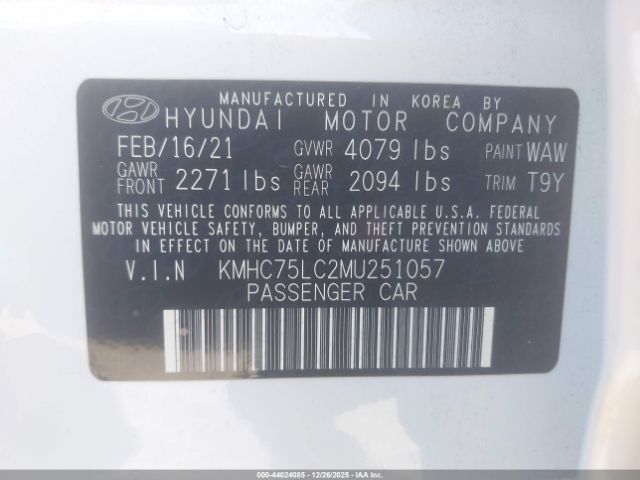 MANUFACTURED IN KOREA BY
HYUNDAI MOTOR COMPANY
FEB/16/21 GVWR 4079 lbs PAINT WAW
GAWR FRONT 2271 lbs GAWR REAR 2094 lbs TRIM T9Y
THIS VEHICLE CONFORMS TO ALL APPLICABLE U.S.A. FEDERAL
MOTOR VEHICLE SAFETY, BUMPER, AND THEFT PREVENTION STANDARDS
IN EFFECT ON THE DATE OF MANUFACTURE SHOWN ABOVE
V.I.N KMHC75LC2MU251057
PASSENGER CAR
000-44024085 - 12/26/2025 - COPYRIGHT IAA, LLC